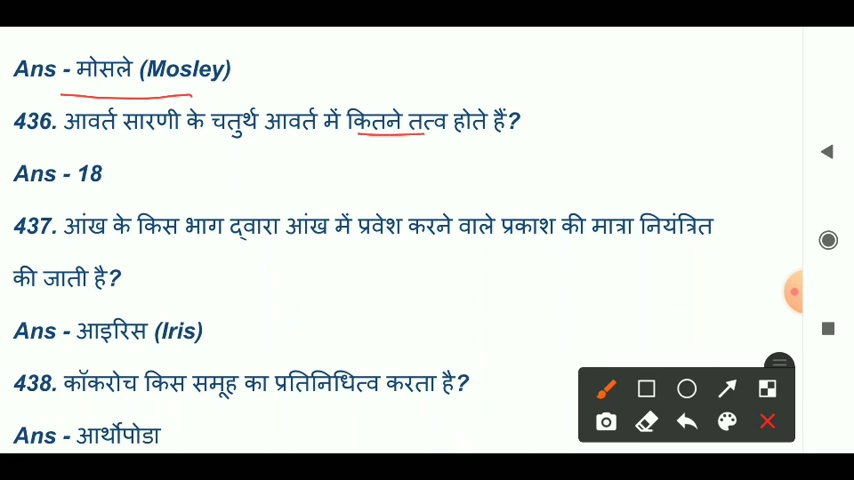 Ans - मोसले (Mosley)
436. आवर्त सारणी के चतुर्थ आवर्त में कितने तत्व होते हैं?
Ans - 18
437. आंख के किस भाग द्वारा आंख में प्रवेश करने वाले प्रकाश की मात्रा नियंत्रित
की जाती है?
Ans - आइरिस (Iris)
438. कॉकरोच किस समूह का प्रतिनिधित्व करता है?
Ans - आर्थोपोडा